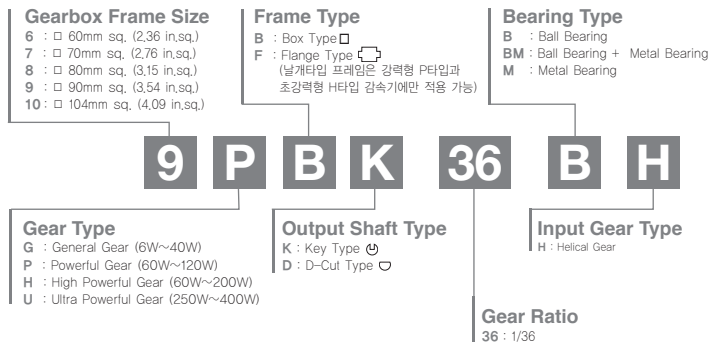 Gearbox Frame Size
6 : □ 60mm sq. (2,36 in.sq.)
7 : □ 70mm sq. (2,76 in.sq.)
8 : □ 80mm sq. (3,15 in.sq.)
9 : □ 90mm sq. (3,54 in.sq.)
10 : □ 104mm sq. (4,09 in.sq.)
Frame Type
B : Box Type □
F : Flange Type
(날개타입 프레임은 강력형 P타입과
초강력형 H타입 감속기에만 적용 가능)
Bearing Type
B : Ball Bearing
BM : Ball Bearing + Metal Bearing
M : Metal Bearing
9 P B K 36 B H
Gear Type
G : General Gear (6W~40W)
P : Powerful Gear (60W~120W)
H : High Powerful Gear (60W~200W)
U : Ultra Powerful Gear (250W~400W)
Output Shaft Type
K : Key Type
D : D-Cut Type
Input Gear Type
H : Helical Gear
Gear Ratio
36 : 1/36